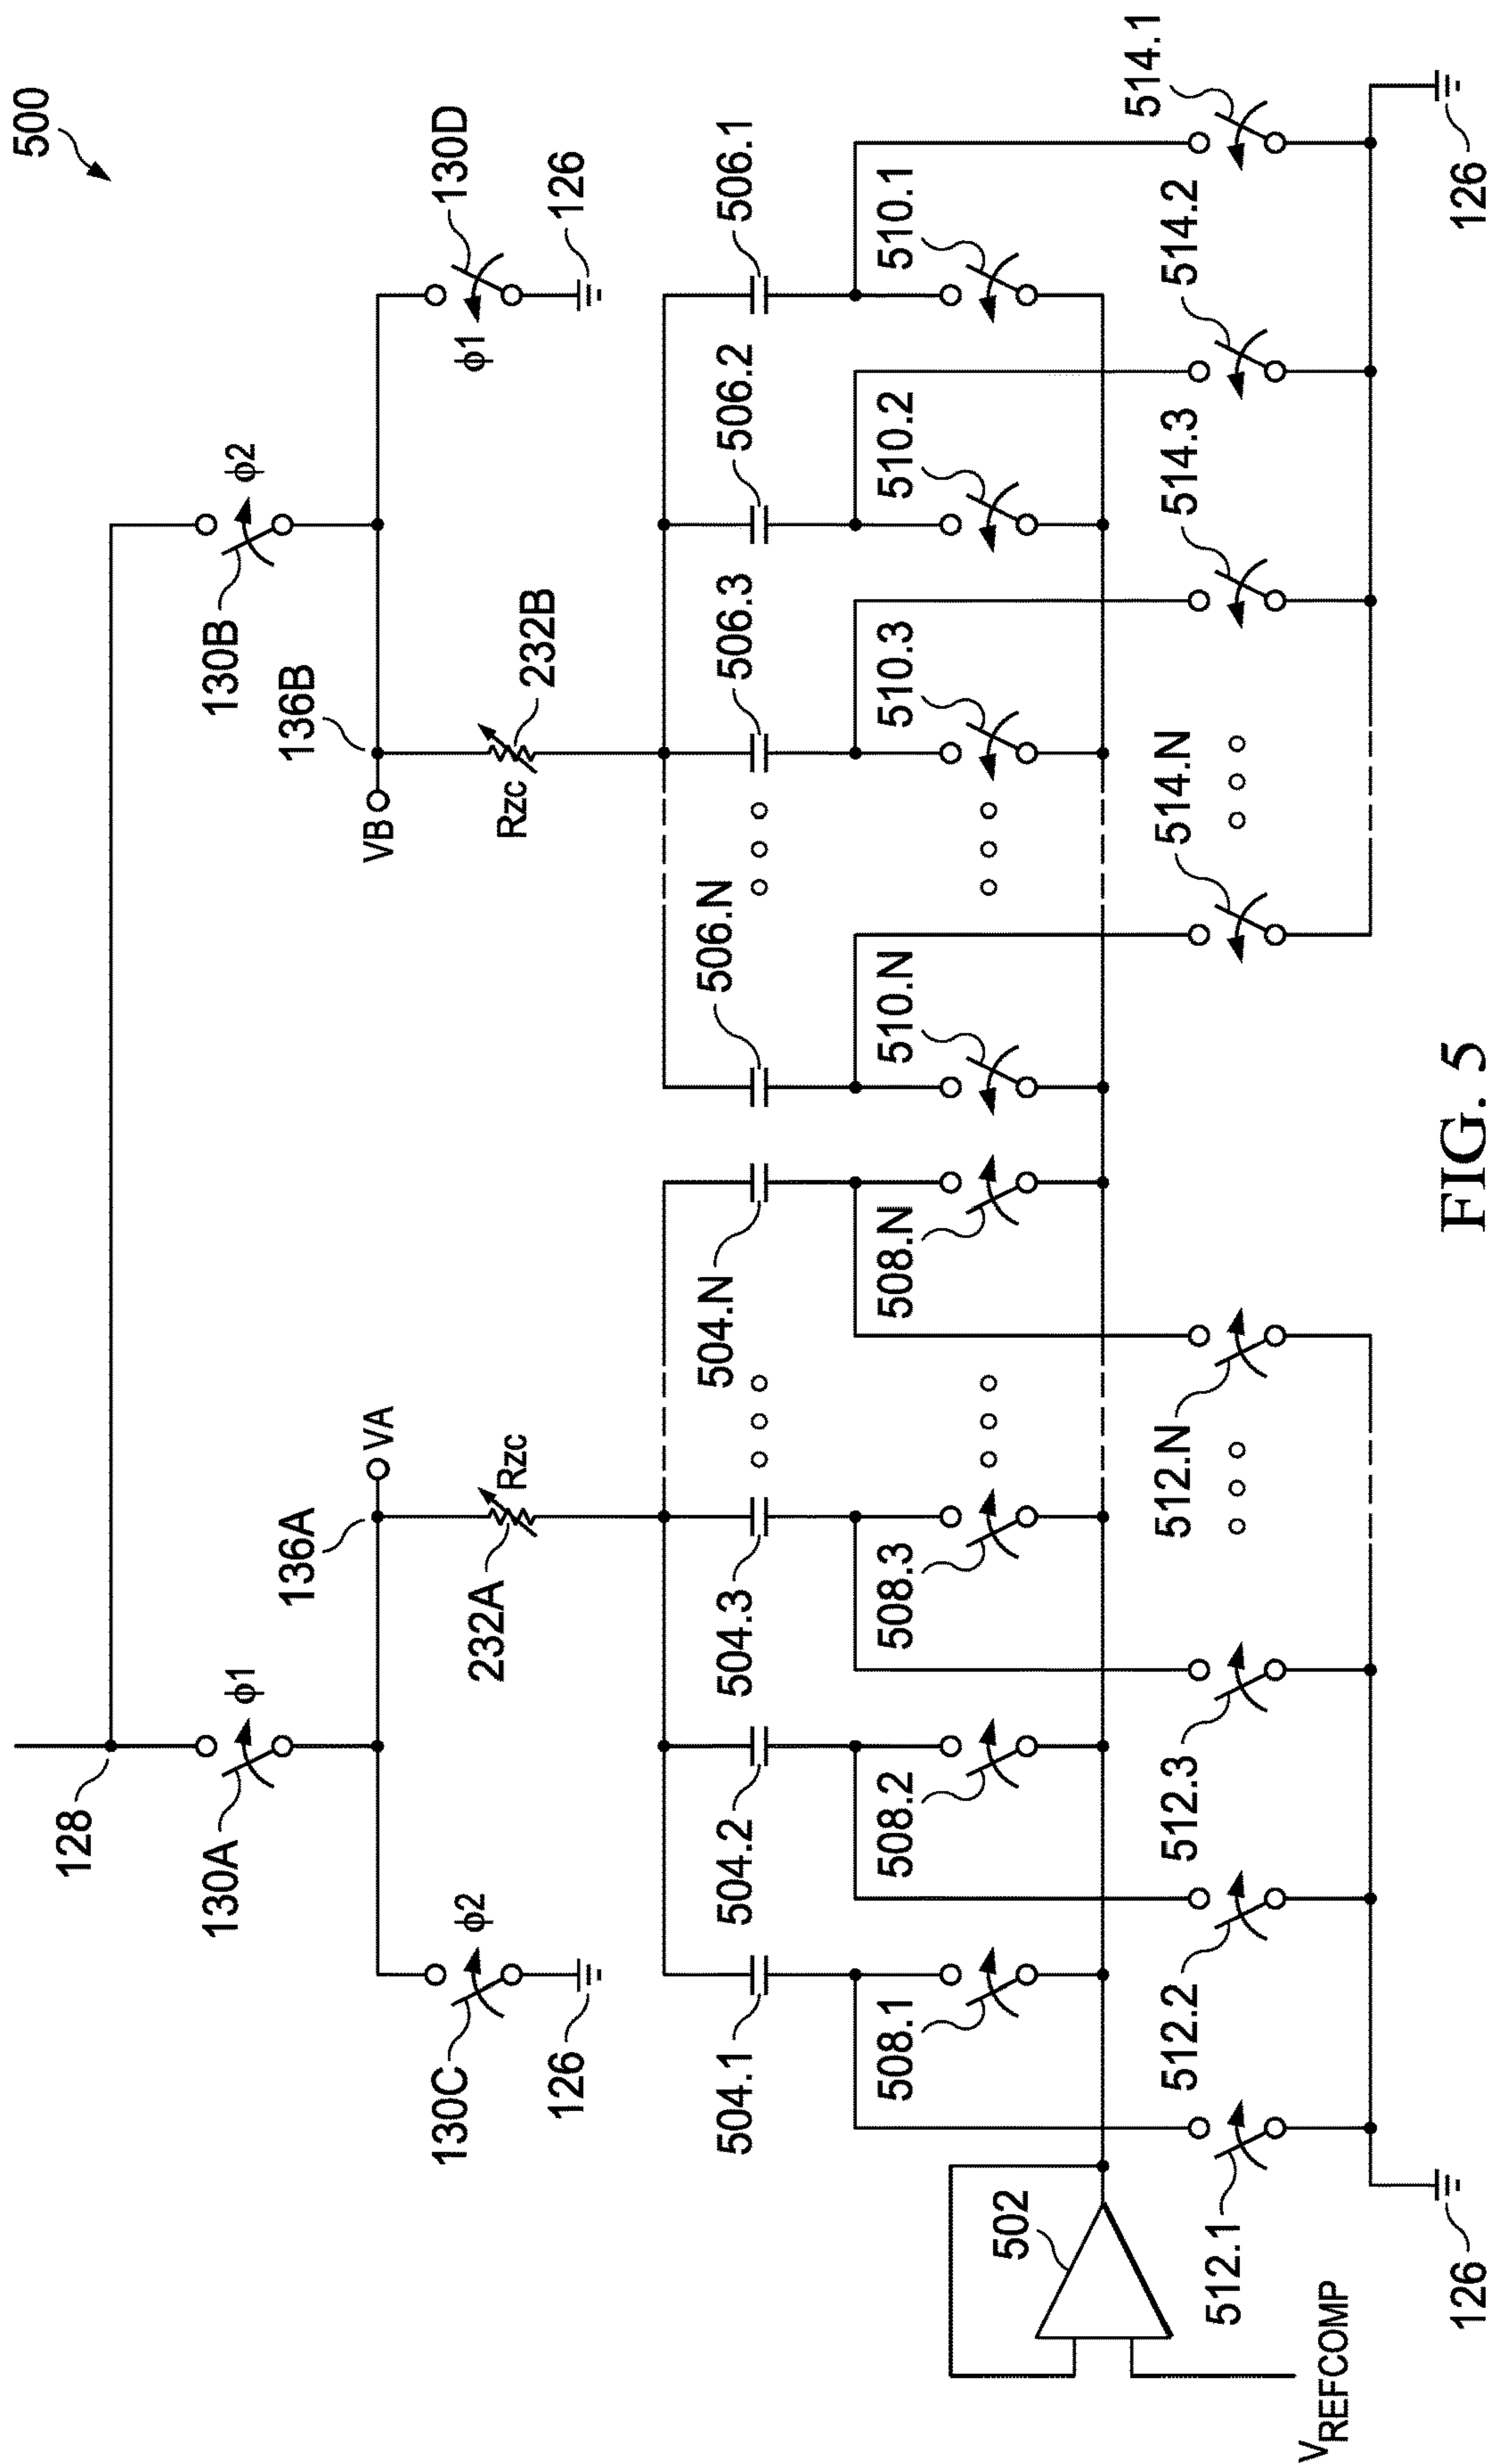 500
128
130A
ϕ1
130B
ϕ2
136A
VA
136B
VB
130C
ϕ2
126
232A
Rzc
Rzc
232B
ϕ1
130D
126
504.1
504.2
504.3
504.N
506.N
506.3
506.2
506.1
508.1
508.2
508.3
508.N
510.N
510.3
510.2
510.1
502
VREFCOMP
512.1
512.2
512.3
512.N
514.N
514.3
514.2
514.1
126
126
FIG. 5